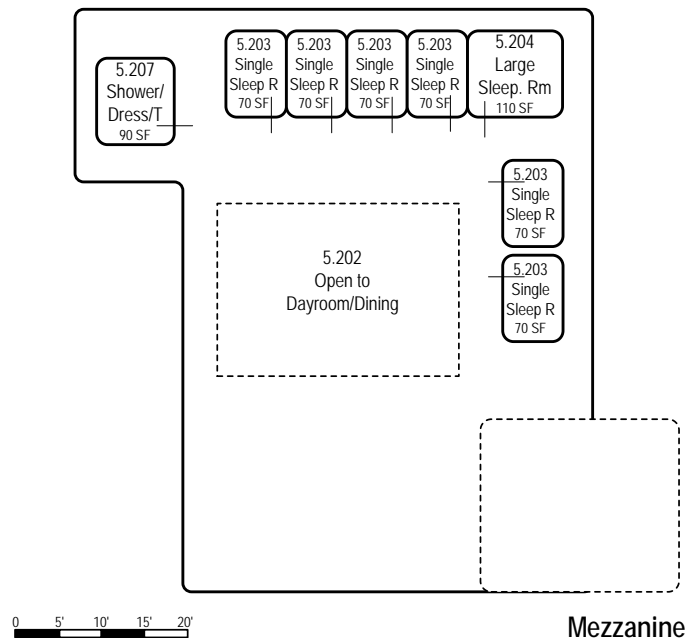 5.207
Shower/
Dress/T
90 SF
5.203
Single
Sleep R
70 SF
5.203
Single
Sleep R
70 SF
5.203
Single
Sleep R
70 SF
5.203
Single
Sleep R
70 SF
5.204
Large
Sleep. Rm
110 SF
5.203
Single
Sleep R
70 SF
5.203
Single
Sleep R
70 SF
5.202
Open to
Dayroom/Dining
0 5' 10' 15' 20'
Mezzanine